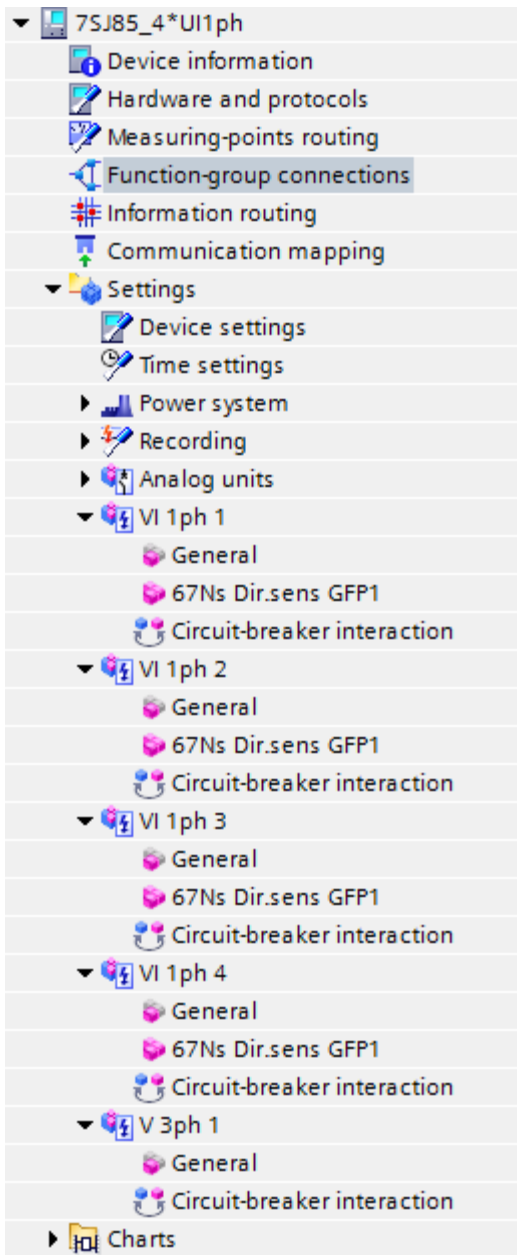 7SJ85_4*UI1ph
Device information
Hardware and protocols
Measuring-points routing
Function-group connections
Information routing
Communication mapping
Settings
Device settings
Time settings
Power system
Recording
Analog units
VI 1ph 1
General
67Ns Dir.sens GFP1
Circuit-breaker interaction
VI 1ph 2
General
67Ns Dir.sens GFP1
Circuit-breaker interaction
VI 1ph 3
General
67Ns Dir.sens GFP1
Circuit-breaker interaction
VI 1ph 4
General
67Ns Dir.sens GFP1
Circuit-breaker interaction
V 3ph 1
General
Circuit-breaker interaction
Charts